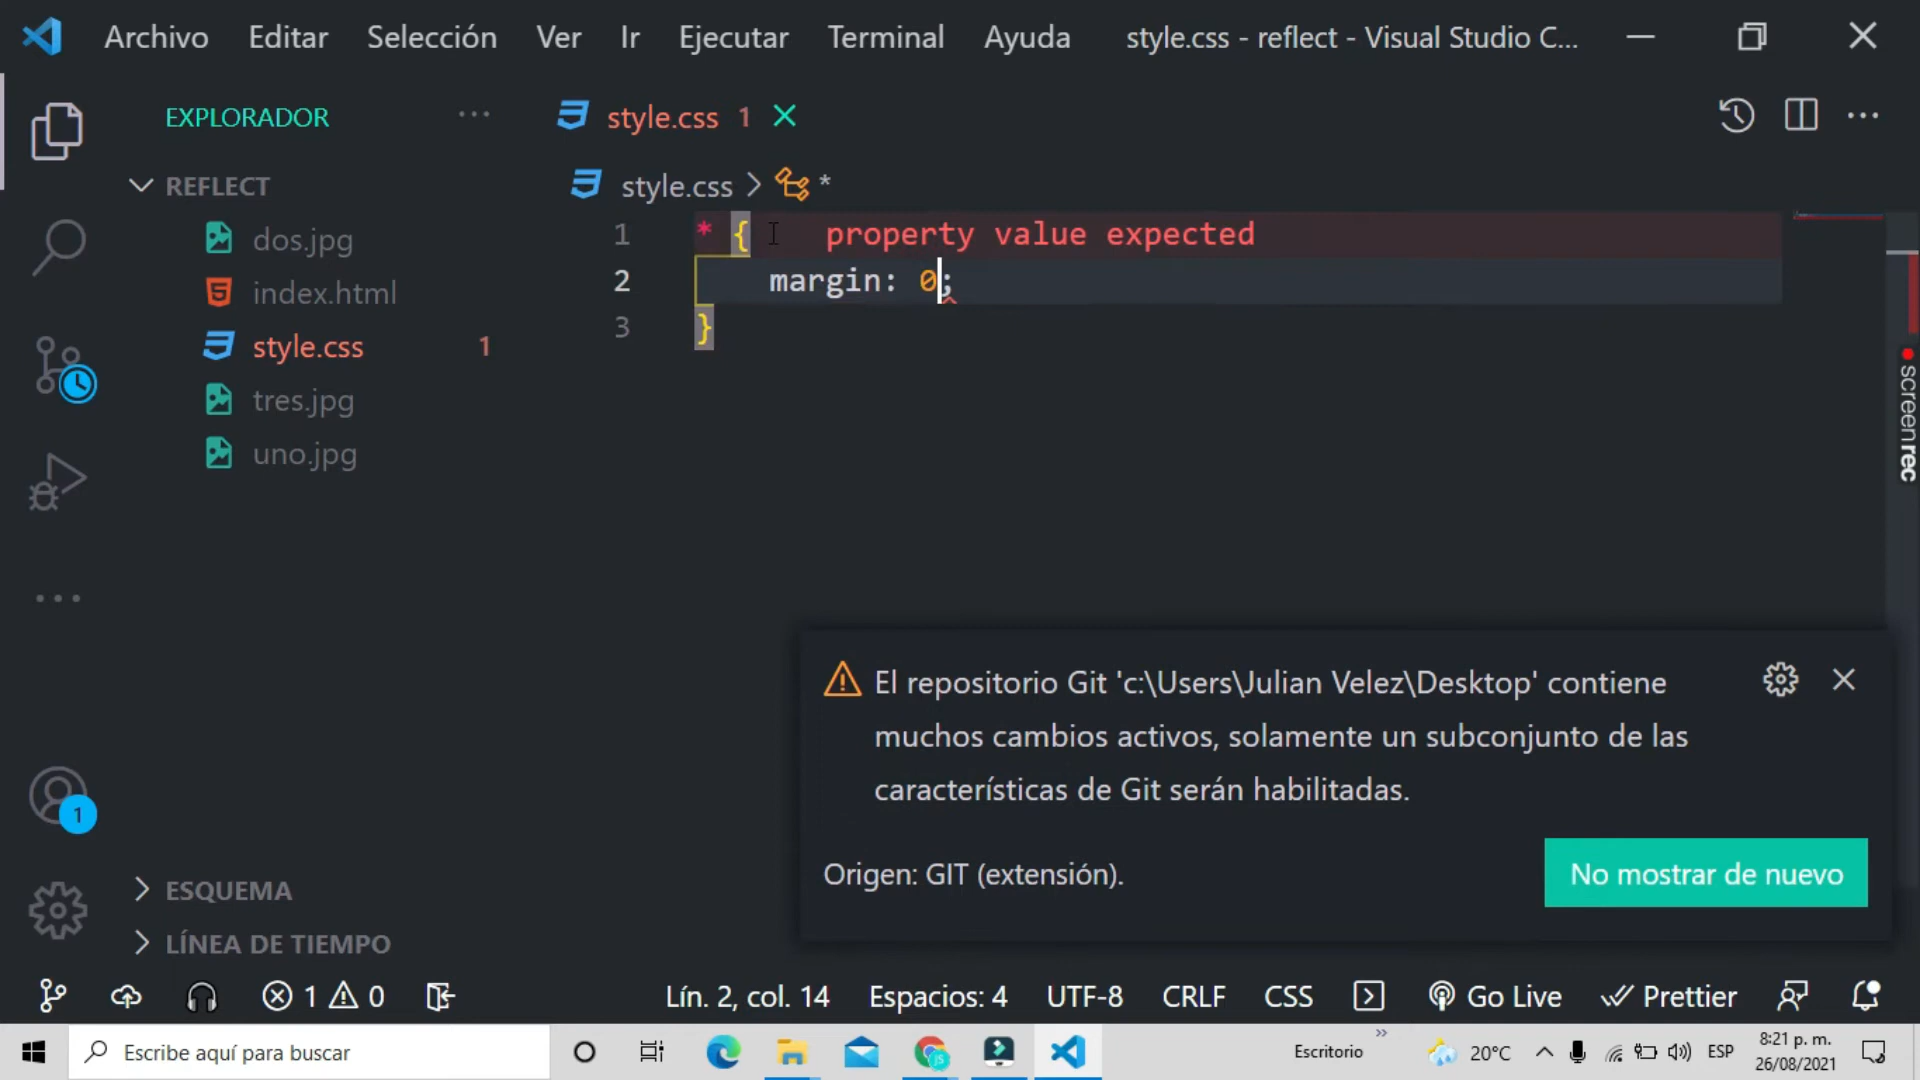 Archivo Editar Selección Ver Ir Ejecutar Terminal Ayuda style.css - reflect - Visual Studio C...
EXPLORADOR
REFLECT
dos.jpg
index.html
style.css 1
tres.jpg
uno.jpg
ESQUEMA
LÍNEA DE TIEMPO
1
style.css 1
style.css > *
1 * { property value expected
2 margin: 0;
3 }
screenrec
El repositorio Git 'c:\Users\Julian Velez\Desktop' contiene
muchos cambios activos, solamente un subconjunto de las
características de Git serán habilitadas.
Origen: GIT (extensión).
No mostrar de nuevo
1 0 Lín. 2, col. 14 Espacios: 4 UTF-8 CRLF CSS Go Live Prettier
Escribe aquí para buscar
JS
Escritorio
20°C
ESP
8:21 p. m.
26/08/2021